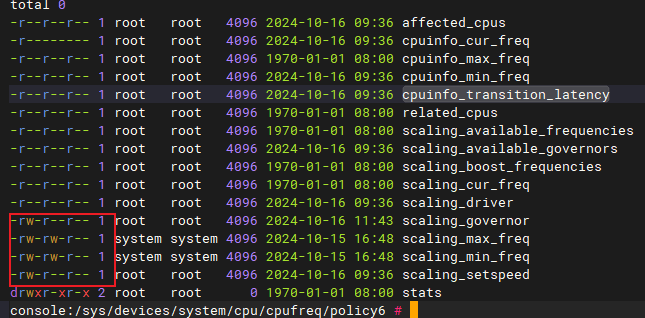 total 0
-r--r--r-- 1 root   root   4096 2024-10-16 09:36 affected_cpus
-r-------- 1 root   root   4096 2024-10-16 09:36 cpuinfo_cur_freq
-r--r--r-- 1 root   root   4096 1970-01-01 08:00 cpuinfo_max_freq
-r--r--r-- 1 root   root   4096 2024-10-16 09:36 cpuinfo_min_freq
-r--r--r-- 1 root   root   4096 2024-10-16 09:36 cpuinfo_transition_latency
-r--r--r-- 1 root   root   4096 1970-01-01 08:00 related_cpus
-r--r--r-- 1 root   root   4096 1970-01-01 08:00 scaling_available_frequencies
-r--r--r-- 1 root   root   4096 2024-10-16 09:36 scaling_available_governors
-r--r--r-- 1 root   root   4096 1970-01-01 08:00 scaling_boost_frequencies
-r--r--r-- 1 root   root   4096 1970-01-01 08:00 scaling_cur_freq
-r--r--r-- 1 root   root   4096 2024-10-16 09:36 scaling_driver
-rw-r--r-- 1 root   root   4096 2024-10-16 11:43 scaling_governor
-rw-rw-r-- 1 system system 4096 2024-10-15 16:48 scaling_max_freq
-rw-rw-r-- 1 system system 4096 2024-10-15 16:48 scaling_min_freq
-rw-r--r-- 1 root   root   4096 2024-10-16 09:36 scaling_setspeed
drwxr-xr-x 2 root   root      0 1970-01-01 08:00 stats
console:/sys/devices/system/cpu/cpufreq/policy6 #